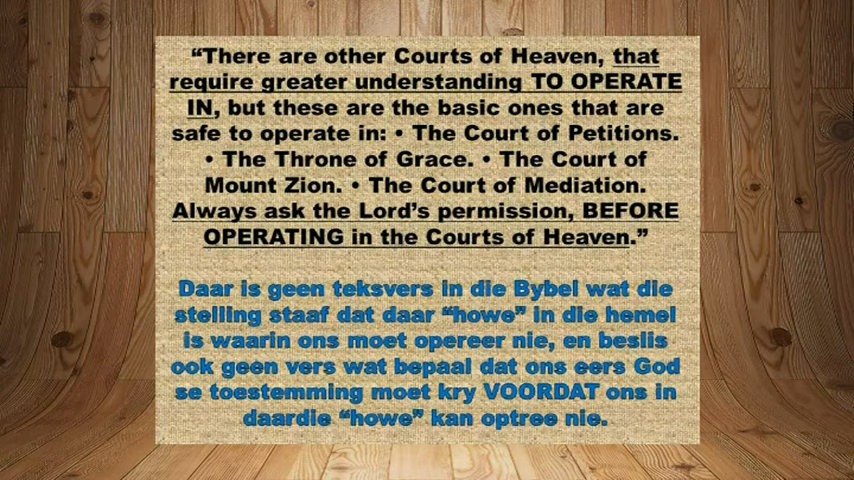 “There are other Courts of Heaven, that
require greater understanding TO OPERATE
IN, but these are the basic ones that are
safe to operate in: • The Court of Petitions.
• The Throne of Grace. • The Court of
Mount Zion. • The Court of Mediation.
Always ask the Lord’s permission, BEFORE
OPERATING in the Courts of Heaven.”
Daar is geen teksvers in die Bybel wat die
stelling staaf dat daar “howe” in die hemel
is waarin ons moet opereer nie, en beslis
ook geen vers wat bepaal dat ons eers God
se toestemming moet kry VOORDAT ons in
daardie “howe” kan optree nie.